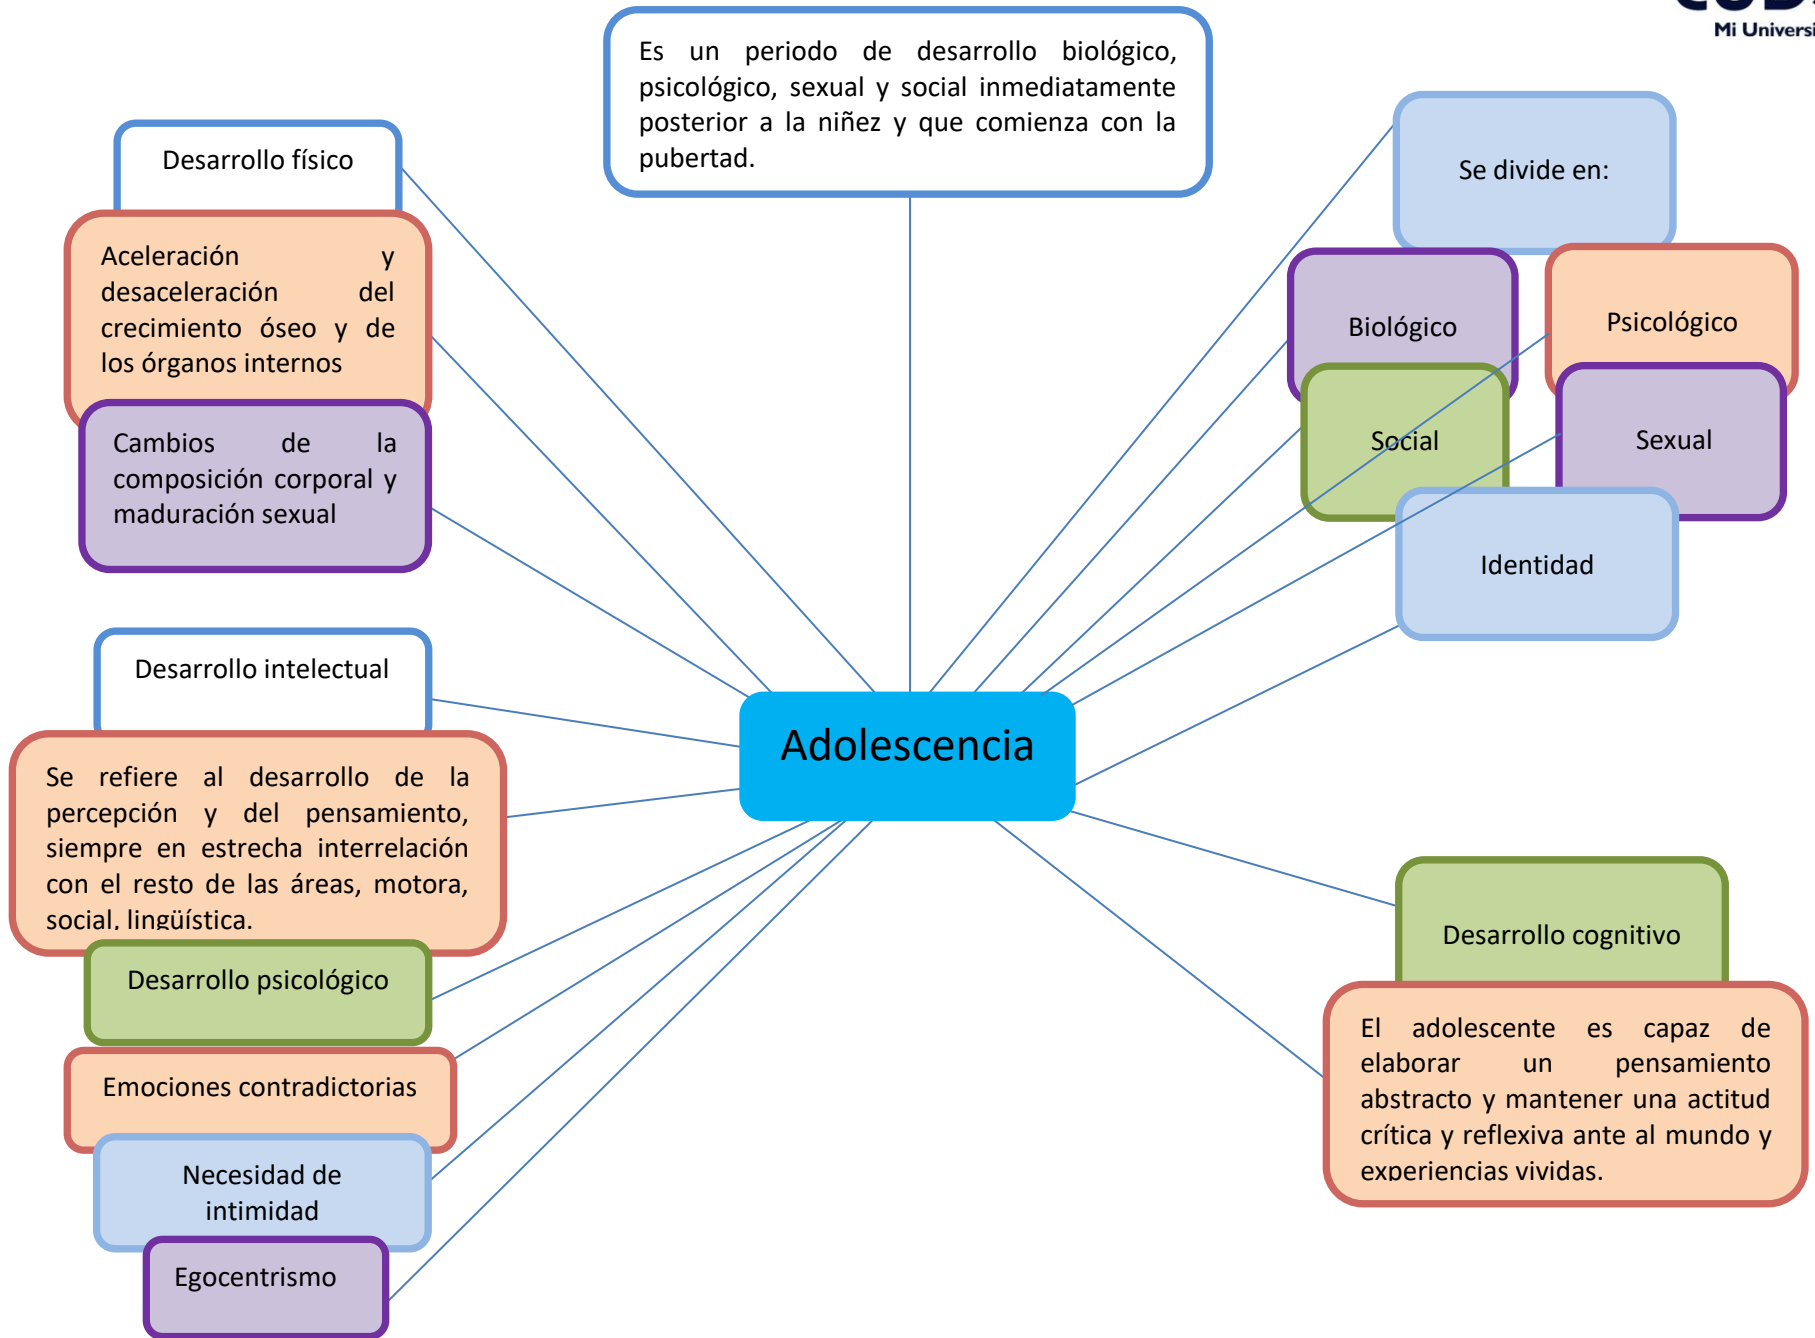 Mi Universi
Es un periodo de desarrollo biológico,
psicológico, sexual y social inmediatamente
posterior a la niñez y que comienza con la
pubertad.
Desarrollo físico
Aceleración y
desaceleración del
crecimiento óseo y de
los órganos internos
Cambios de la
composición corporal y
maduración sexual
Se divide en:
Biológico
Psicológico
Social
Sexual
Identidad
Desarrollo intelectual
Adolescencia
Se refiere al desarrollo de la
percepción y del pensamiento,
siempre en estrecha interrelación
con el resto de las áreas, motora,
social, lingüística.
Desarrollo psicológico
Emociones contradictorias
Necesidad de
intimidad
Egocentrismo
Desarrollo cognitivo
El adolescente es capaz de
elaborar un pensamiento
abstracto y mantener una actitud
crítica y reflexiva ante al mundo y
experiencias vividas.